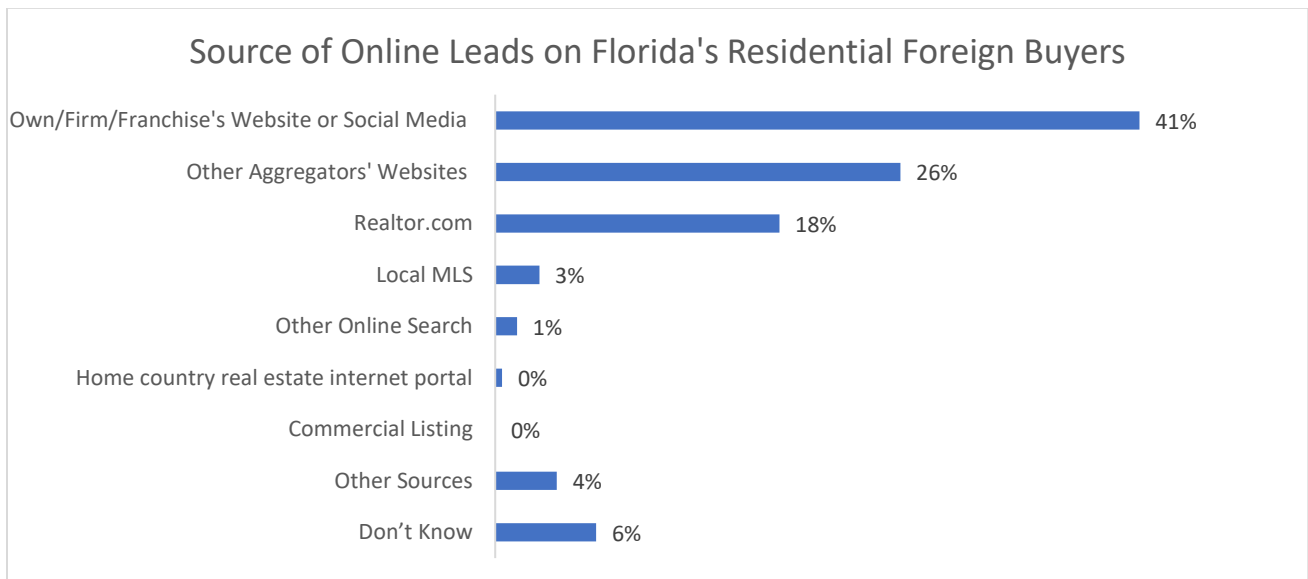 Source of Online Leads on Florida's Residential Foreign Buyers
Own/Firm/Franchise's Website or Social Media 41%
Other Aggregators' Websites 26%
Realtor.com 18%
Local MLS 3%
Other Online Search 1%
Home country real estate internet portal 0%
Commercial Listing 0%
Other Sources 4%
Don’t Know 6%